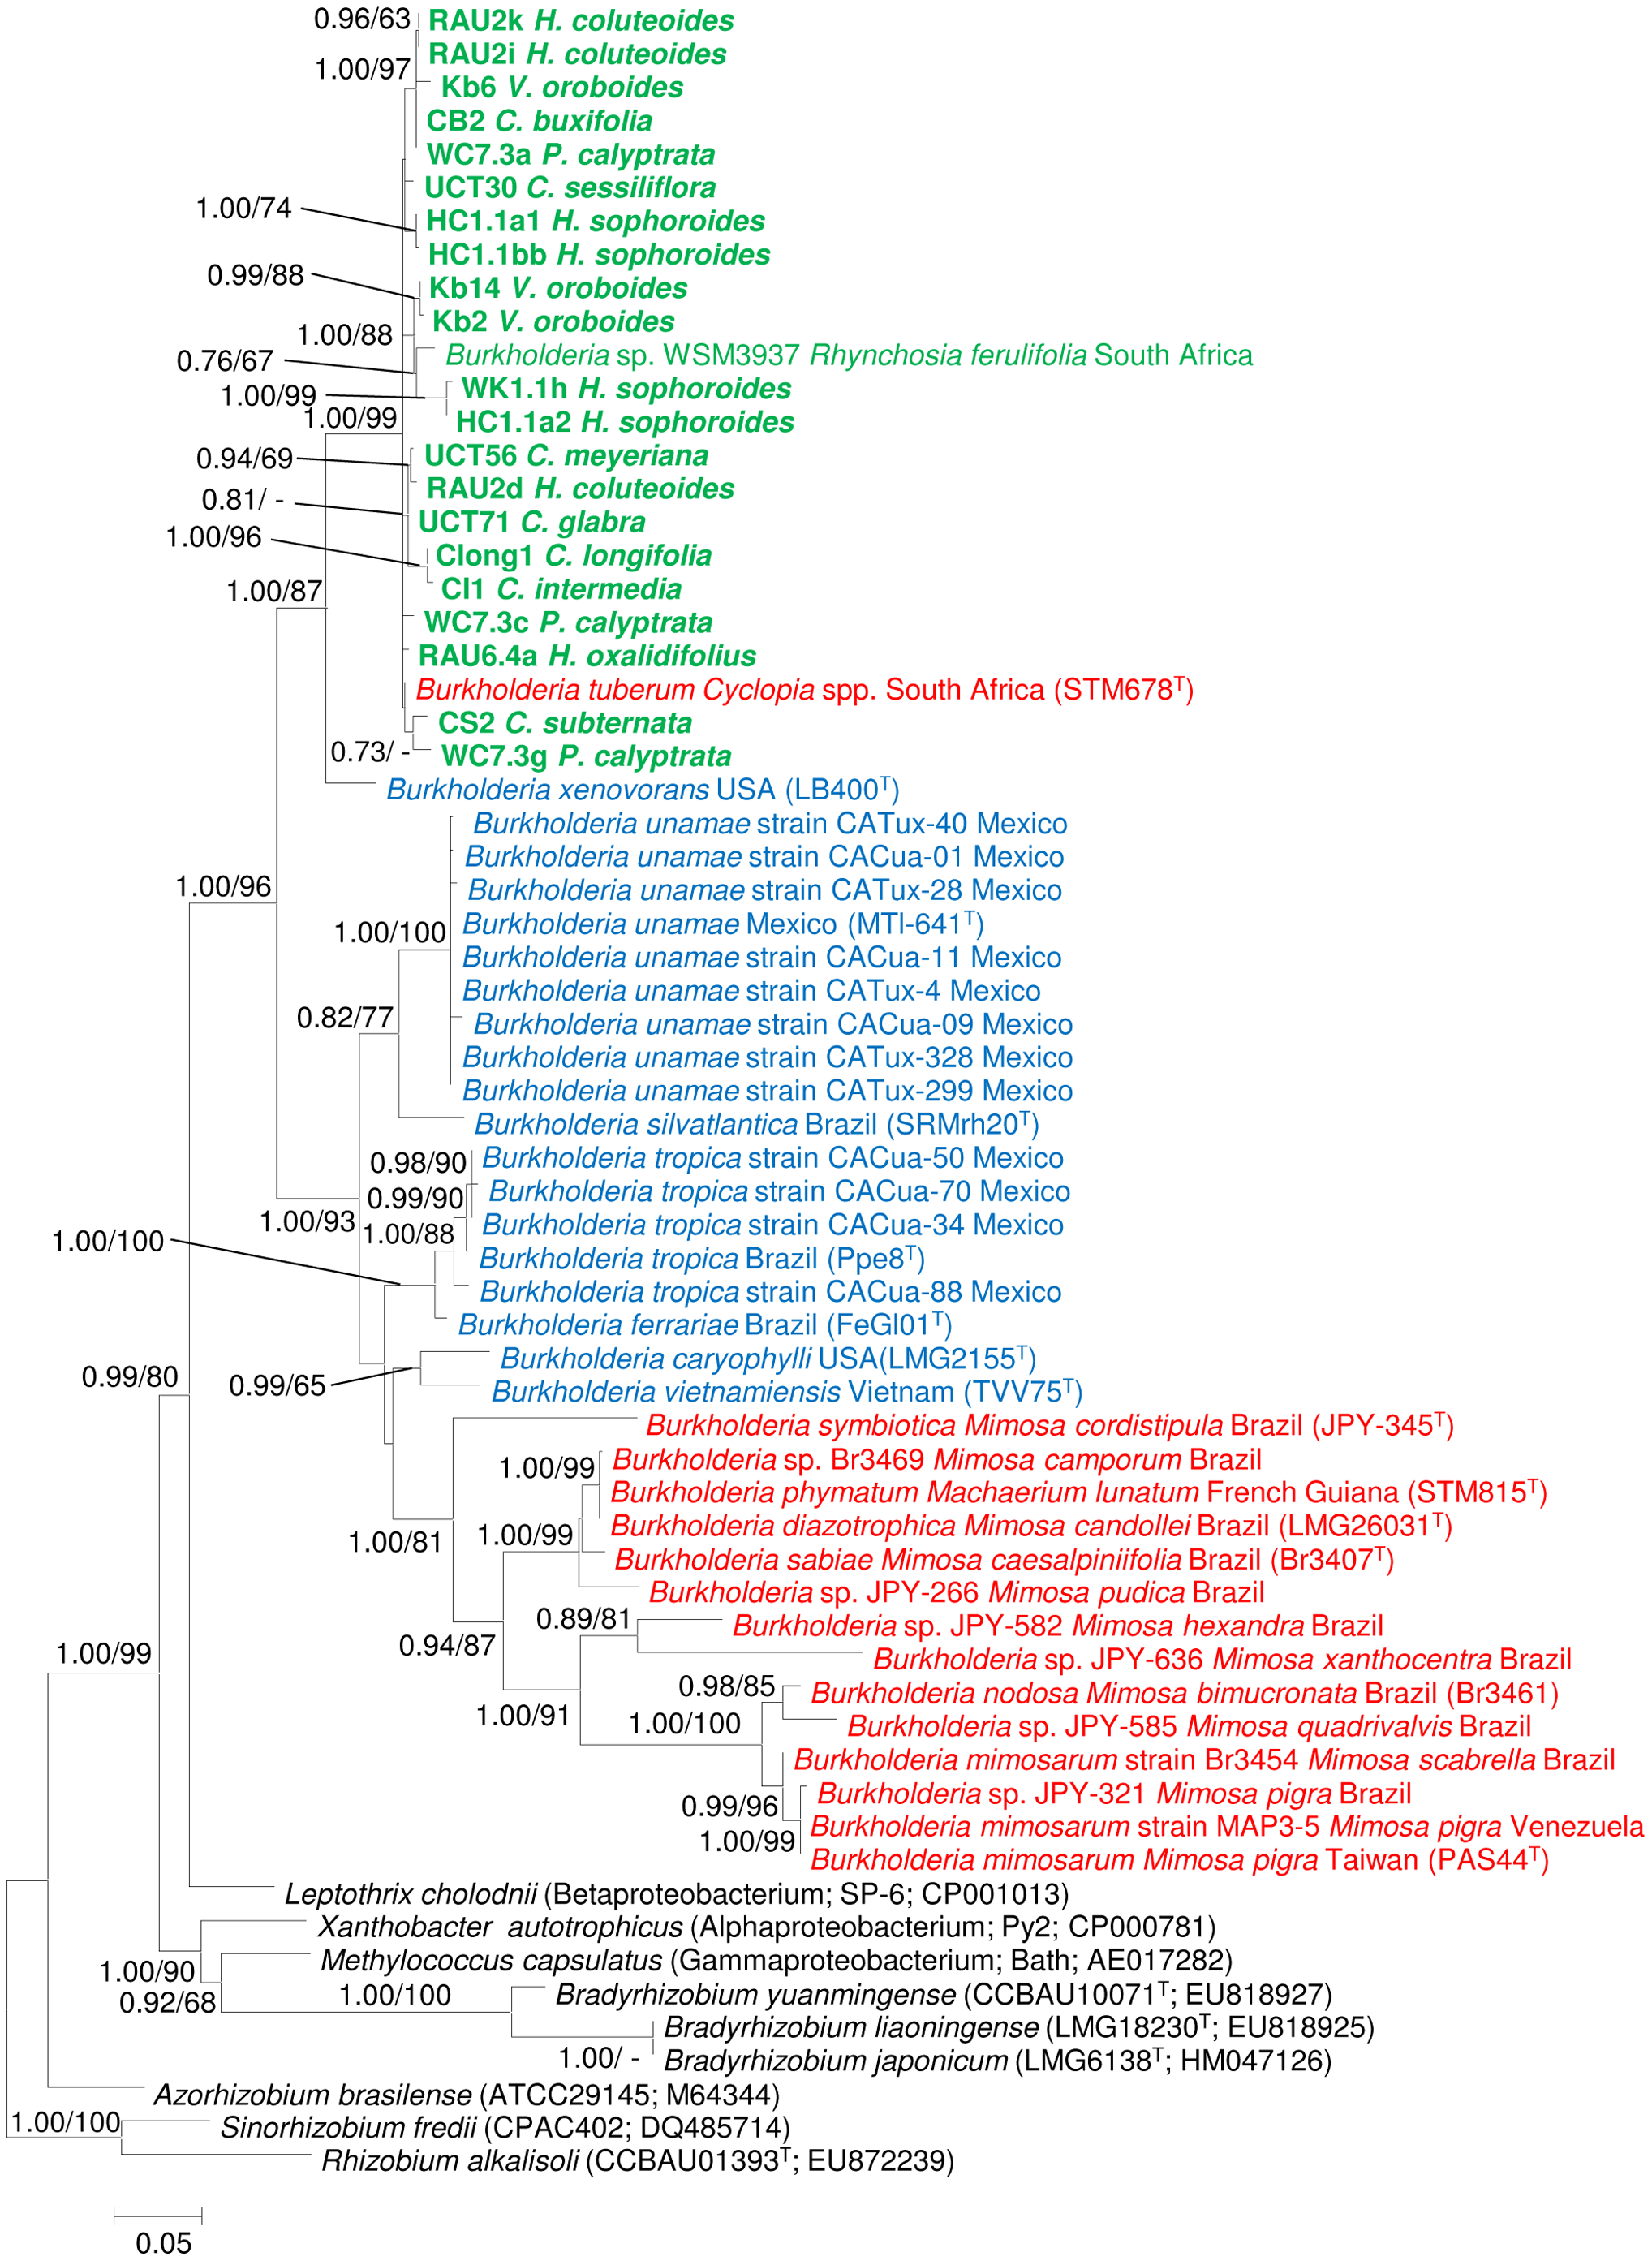 0.96/63
RAU2k H. coluteoides
RAU2i H. coluteoides
1.00/97
Kb6 V. oroboides
CB2 C. buxifolia
WC7.3a P. calyptrata
UCT30 C. sessiliflora
1.00/74
HC1.1a1 H. sophoroides
HC1.1bb H. sophoroides
0.99/88
Kb14 V. oroboides
Kb2 V. oroboides
1.00/88
Burkholderia sp. WSM3937 Rhynchosia ferulifolia South Africa
0.76/67
WK1.1h H. sophoroides
1.00/99
HC1.1a2 H. sophoroides
1.00/99
UCT56 C. meyeriana
0.94/69
RAU2d H. coluteoides
0.81/ -
UCT71 C. glabra
1.00/96
Clong1 C. longifolia
CI1 C. intermedia
1.00/87
WC7.3c P. calyptrata
RAU6.4a H. oxalidifolius
Burkholderia tuberum Cyclopia spp. South Africa (STM678T)
CS2 C. subternata
0.73/ -
WC7.3g P. calyptrata
Burkholderia xenovorans USA (LB400T)
Burkholderia unamae strain CATux-40 Mexico
Burkholderia unamae strain CACua-01 Mexico
1.00/96
Burkholderia unamae strain CATux-28 Mexico
Burkholderia unamae Mexico (MTI-641T)
1.00/100
Burkholderia unamae strain CACua-11 Mexico
Burkholderia unamae strain CATux-4 Mexico
0.82/77
Burkholderia unamae strain CACua-09 Mexico
Burkholderia unamae strain CATux-328 Mexico
Burkholderia unamae strain CATux-299 Mexico
Burkholderia silvatlantica Brazil (SRMrh20T)
0.98/90
Burkholderia tropica strain CACua-50 Mexico
0.99/90
Burkholderia tropica strain CACua-70 Mexico
1.00/93
1.00/88
Burkholderia tropica strain CACua-34 Mexico
1.00/100
Burkholderia tropica Brazil (Ppe8T)
Burkholderia tropica strain CACua-88 Mexico
Burkholderia ferrariae Brazil (FeGl01T)
Burkholderia caryophylli USA(LMG2155T)
0.99/80
0.99/65
Burkholderia vietnamiensis Vietnam (TVV75T)
Burkholderia symbiotica Mimosa cordistipula Brazil (JPY-345T)
1.00/99
Burkholderia sp. Br3469 Mimosa camporum Brazil
Burkholderia phymatum Machaerium lunatum French Guiana (STM815T)
1.00/81
1.00/99
Burkholderia diazotrophica Mimosa candollei Brazil (LMG26031T)
Burkholderia sabiae Mimosa caesalpiniifolia Brazil (Br3407T)
Burkholderia sp. JPY-266 Mimosa pudica Brazil
0.89/81
Burkholderia sp. JPY-582 Mimosa hexandra Brazil
1.00/99
0.94/87
Burkholderia sp. JPY-636 Mimosa xanthocentra Brazil
0.98/85
Burkholderia nodosa Mimosa bimucronata Brazil (Br3461)
1.00/91
1.00/100
Burkholderia sp. JPY-585 Mimosa quadrivalvis Brazil
Burkholderia mimosarum strain Br3454 Mimosa scabrella Brazil
Burkholderia sp. JPY-321 Mimosa pigra Brazil
0.99/96
Burkholderia mimosarum strain MAP3-5 Mimosa pigra Venezuela
1.00/99
Burkholderia mimosarum Mimosa pigra Taiwan (PAS44T)
Leptothrix cholodnii (Betaproteobacterium; SP-6; CP001013)
Xanthobacter autotrophicus (Alphaproteobacterium; Py2; CP000781)
Methylococcus capsulatus (Gammaproteobacterium; Bath; AE017282)
1.00/90
0.92/68
1.00/100
Bradyrhizobium yuanmingense (CCBAU10071T; EU818927)
Bradyrhizobium liaoningense (LMG18230T; EU818925)
1.00/ -
Bradyrhizobium japonicum (LMG6138T; HM047126)
Azorhizobium brasilense (ATCC29145; M64344)
1.00/100
Sinorhizobium fredii (CPAC402; DQ485714)
Rhizobium alkalisoli (CCBAU01393T; EU872239)
0.05